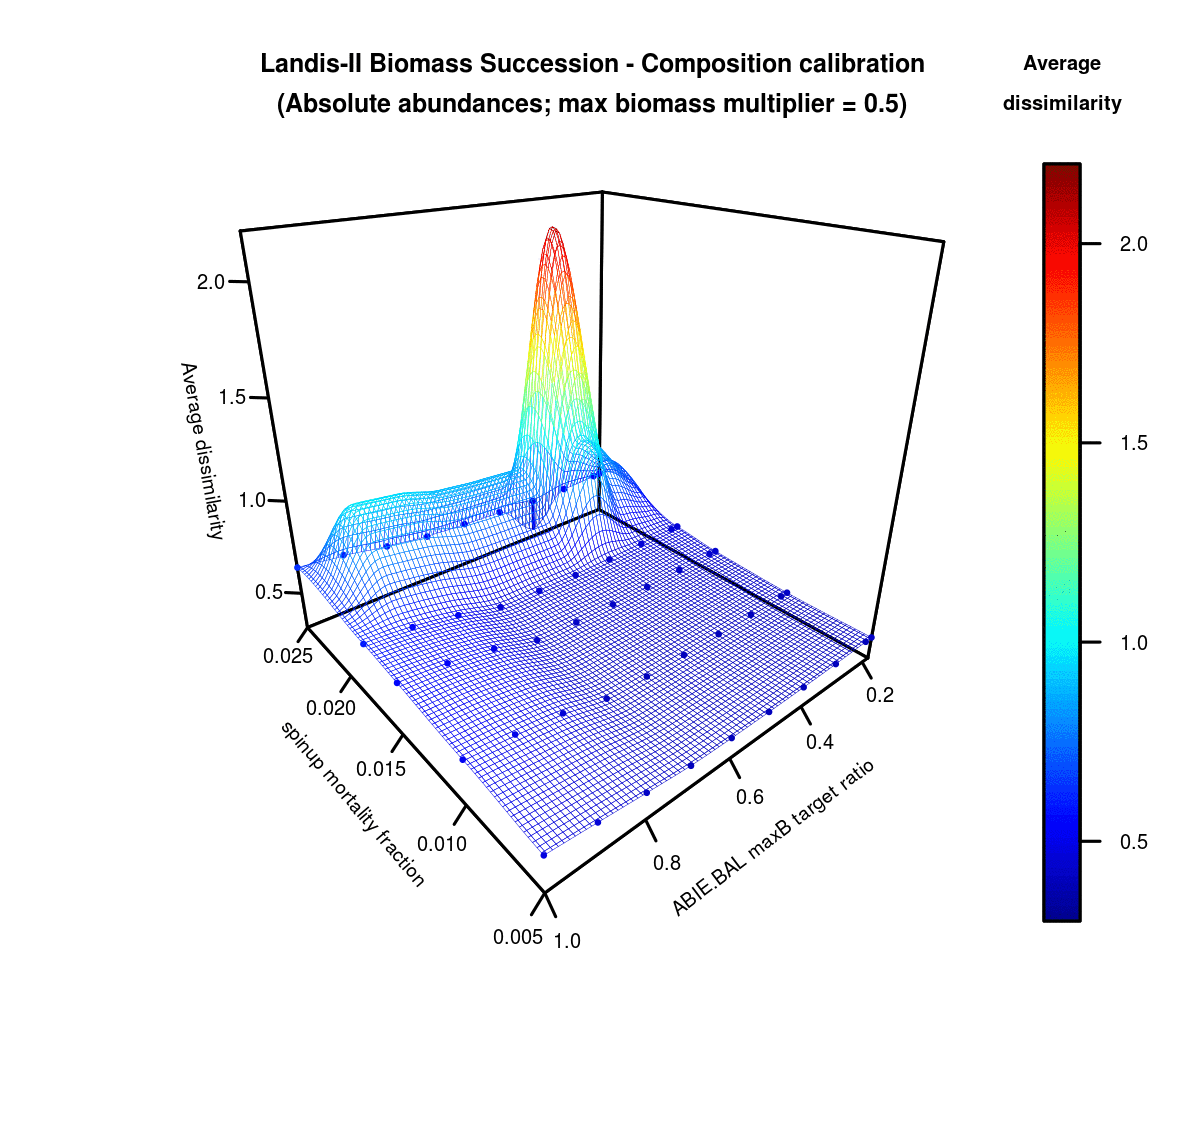 Landis-II Biomass Succession - Composition calibration
(Absolute abundances; max biomass multiplier = 0.5)
Average
dissimilarity
2.0
1.5
1.0
0.5
Average dissimilarity
0.025
0.020
0.015
0.010
0.005
spinup mortality fraction
1.0
0.8
0.6
0.4
0.2
ABIE.BAL maxB target ratio
2.0
1.5
1.0
0.5